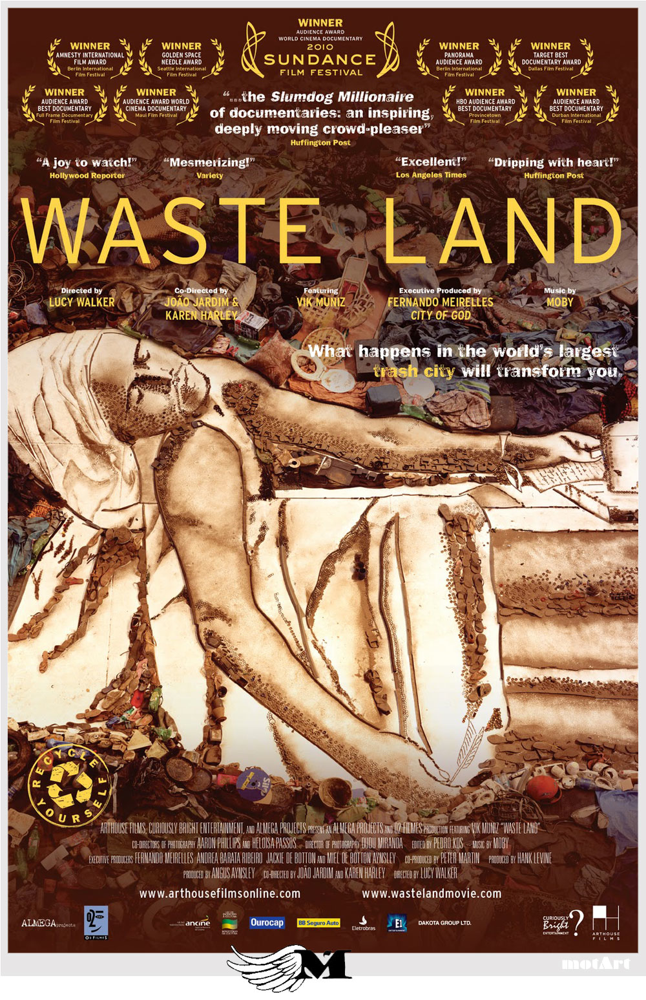 WINNER
AUDIENCE AWARD
WORLD CINEMA DOCUMENTARY
2010
SUNDANCE
FILM FESTIVAL
WINNER
AMNESTY INTERNATIONAL
FILM AWARD
Berlin International
Film Festival
WINNER
GOLDEN SPACE
NEEDLE AWARD
Seattle International
Film Festival
WINNER
PANORAMA
AUDIENCE AWARD
Berlin International
Film Festival
WINNER
TARGET BEST
DOCUMENTARY AWARD
Dallas Film Festival
WINNER
AUDIENCE AWARD
BEST DOCUMENTARY
Full Frame Documentary
Film Festival
WINNER
AUDIENCE AWARD WORLD
CINEMA DOCUMENTARY
Maui Film Festival
WINNER
HBO AUDIENCE AWARD
BEST DOCUMENTARY
Provincetown
Film Festival
WINNER
AUDIENCE AWARD
BEST DOCUMENTARY
Durban International
Film Festival
“...the Slumdog Millionaire
of documentaries: an inspiring,
deeply moving crowd-pleaser”
Huffington Post
“A joy to watch!”
Hollywood Reporter
“Mesmerizing!”
Variety
“Excellent!”
Los Angeles Times
“Dripping with heart!”
Huffington Post
WASTE LAND
Directed by
LUCY WALKER
Co-Directed by
JOÃO JARDIM &
KAREN HARLEY
Featuring
VIK MUNIZ
Executive Produced by
FERNANDO MEIRELLES
CITY OF GOD
Music by
MOBY
What happens in the world's largest
trash city will transform you.
RECYCLE
YOURSELF
ARTHOUSE FILMS, CURIOUSLY BRIGHT ENTERTAINMENT, AND ALMEGA PROJECTS PRESENT AN ALMEGA PROJECTS AND O2 FILMES PRODUCTION FEATURING VIK MUNIZ "WASTE LAND"
CO-DIRECTORS OF PHOTOGRAPHY AARON PHILLIPS AND HELOISA PASSOS DIRECTOR OF PHOTOGRAPHY DUDU MIRANDA EDITED BY PEDRO KOS MUSIC BY MOBY
EXECUTIVE PRODUCERS FERNANDO MEIRELLES ANDREA BARATA RIBEIRO JACKIE DE BOTTON AND MIEL DE BOTTON AYNSLEY CO-PRODUCED BY PETER MARTIN PRODUCED BY HANK LEVINE
PRODUCED BY ANGUS AYNSLEY CO-DIRECTED BY JOÃO JARDIM AND KAREN HARLEY DIRECTED BY LUCY WALKER
www.arthousefilmsonline.com
www.wastelandmovie.com
ALMEGA projects
O2
O2 FILMES
ancine
MINISTÉRIO
DA CULTURA
Ourocap
BB Seguro Auto
Eletrobras
E1
ENTERTAINMENT
DAKOTA GROUP LTD.
CURIOUSLY
Bright
ENTERTAINMENT
?
ARTHOUSE
FILMS
M
motArt